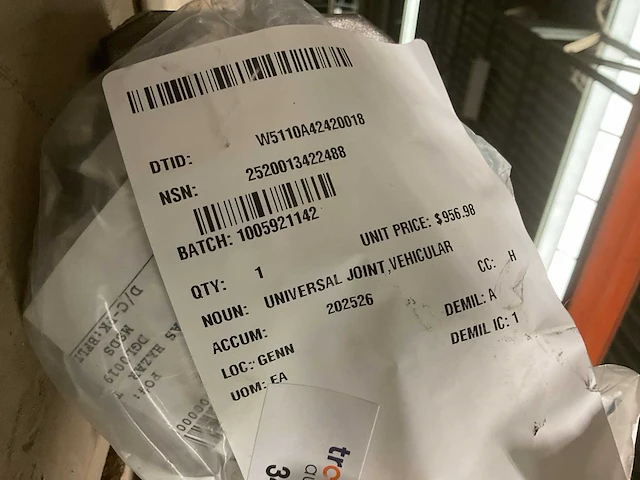 DTID: W5110A42420018
NSN: 2520013422488
BATCH: 1005921142
QTY: 1 UNIT PRICE: $956.98
NOUN: UNIVERSAL JOINT,VEHICULAR
ACCUM: 202526 CC: H
LOC: GENN DEMIL: A
UOM: EA DEMIL IC: 1